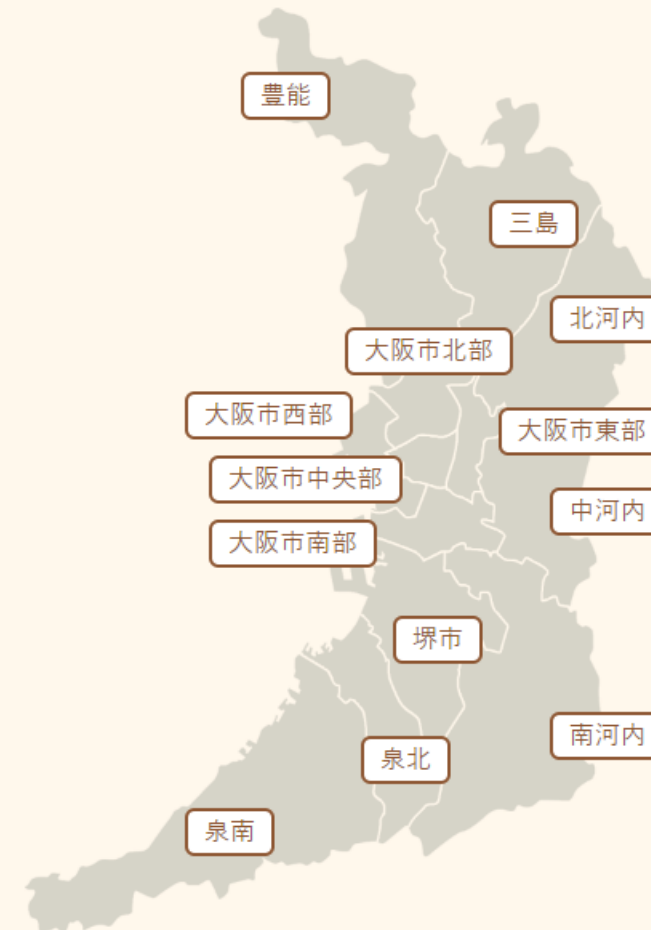 豊能
三島
北河内
大阪市北部
大阪市西部
大阪市東部
大阪市中央部
中河内
大阪市南部
堺市
南河内
泉北
泉南